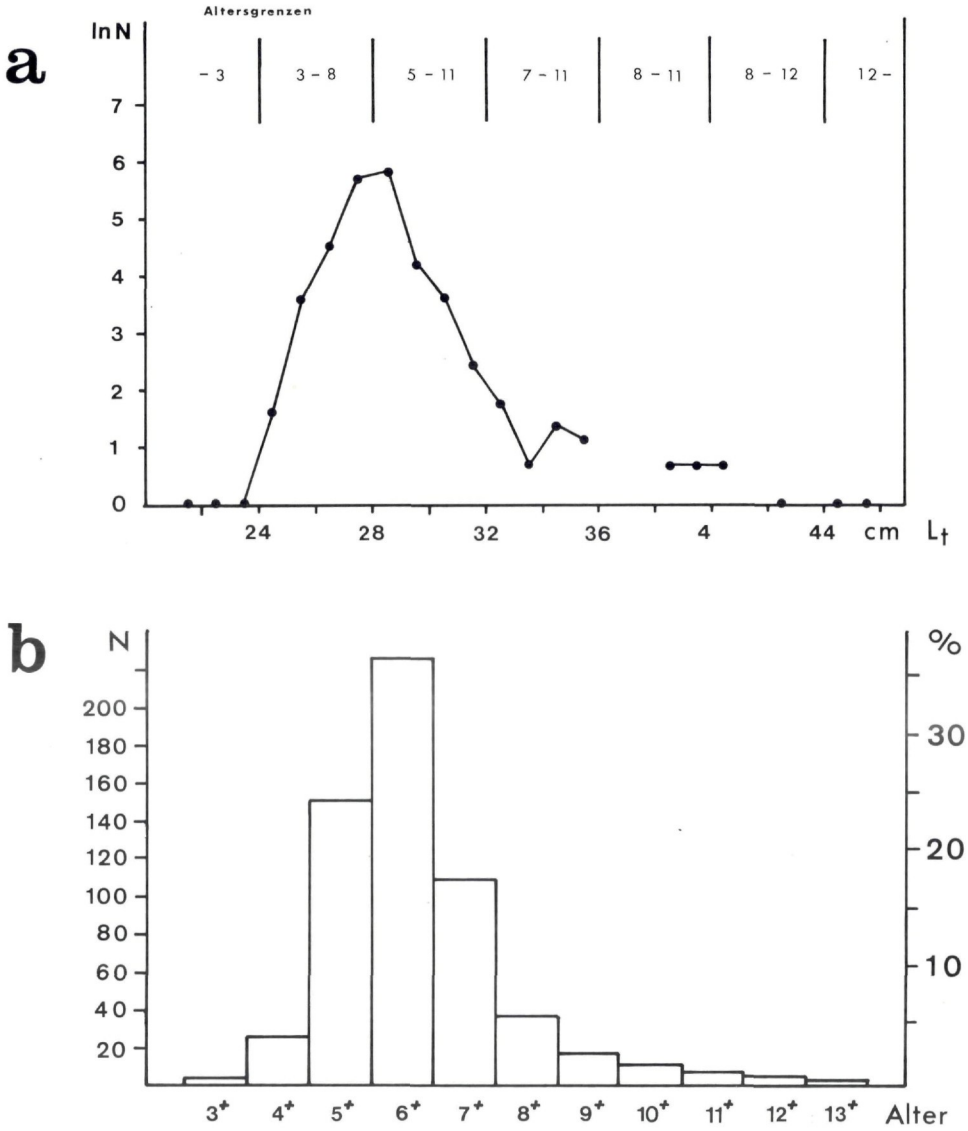 Altersgrenzen
a
lnN
– 3 3 – 8 5 – 11 7 – 11 8 – 11 8 – 12 12 –
7
6
5
4
3
2
1
0
24 28 32 36 4 44 cm Lt
b
N %
200
180
160
140
120
100
80
60
40
20
30
20
10
3+ 4+ 5+ 6+ 7+ 8+ 9+ 10+ 11+ 12+ 13+ Alter